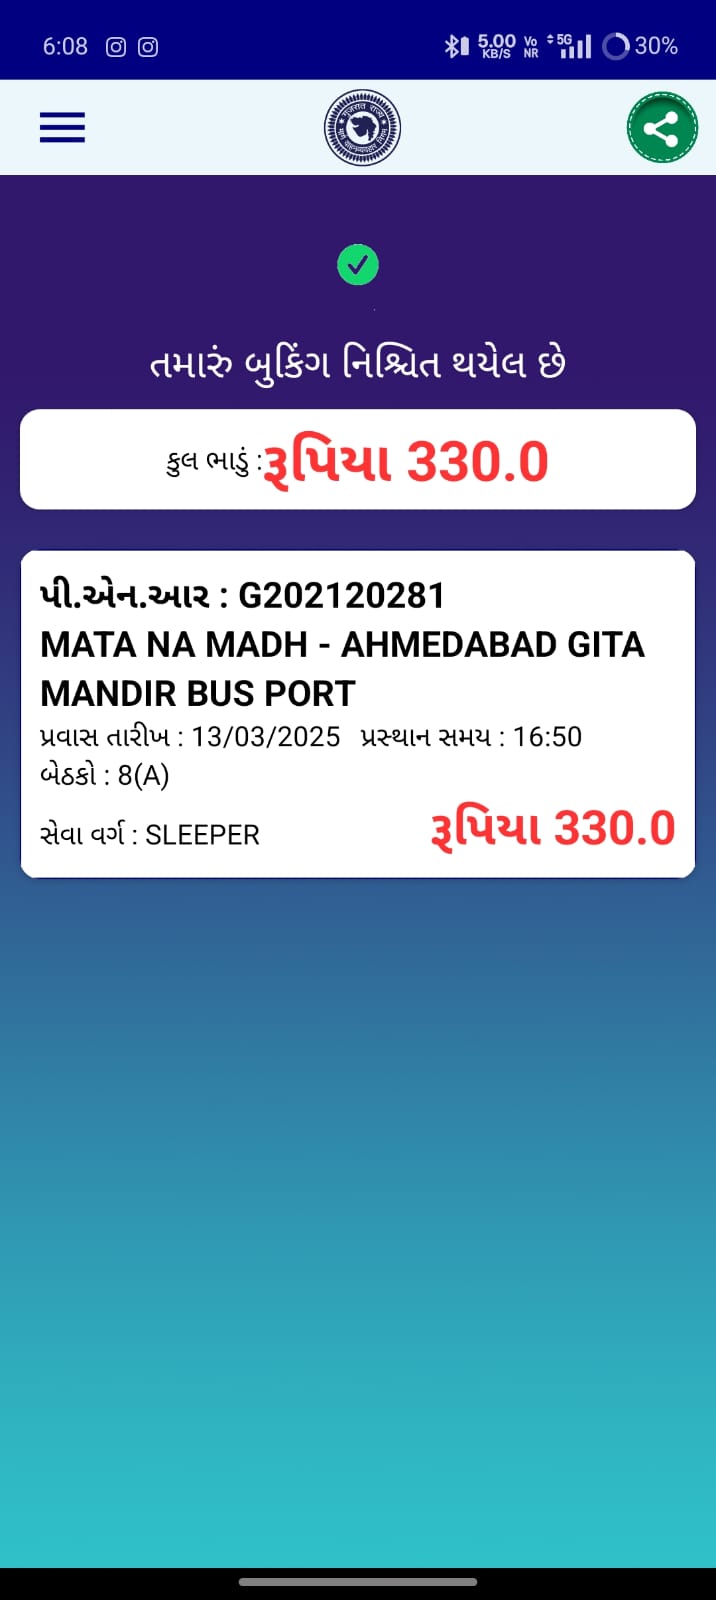 6:08 5.00 KB/S Vo NR 5G 30%
તમારું બુકિંગ નિશ્ચિત થયેલ છે
કુલ ભાડું :રૂપિયા 330.0
પી.એન.આર : G202120281
MATA NA MADH - AHMEDABAD GITA
MANDIR BUS PORT
પ્રવાસ તારીખ : 13/03/2025 પ્રસ્થાન સમય : 16:50
બેઠકો : 8(A)
સેવા વર્ગ : SLEEPER રૂપિયા 330.0